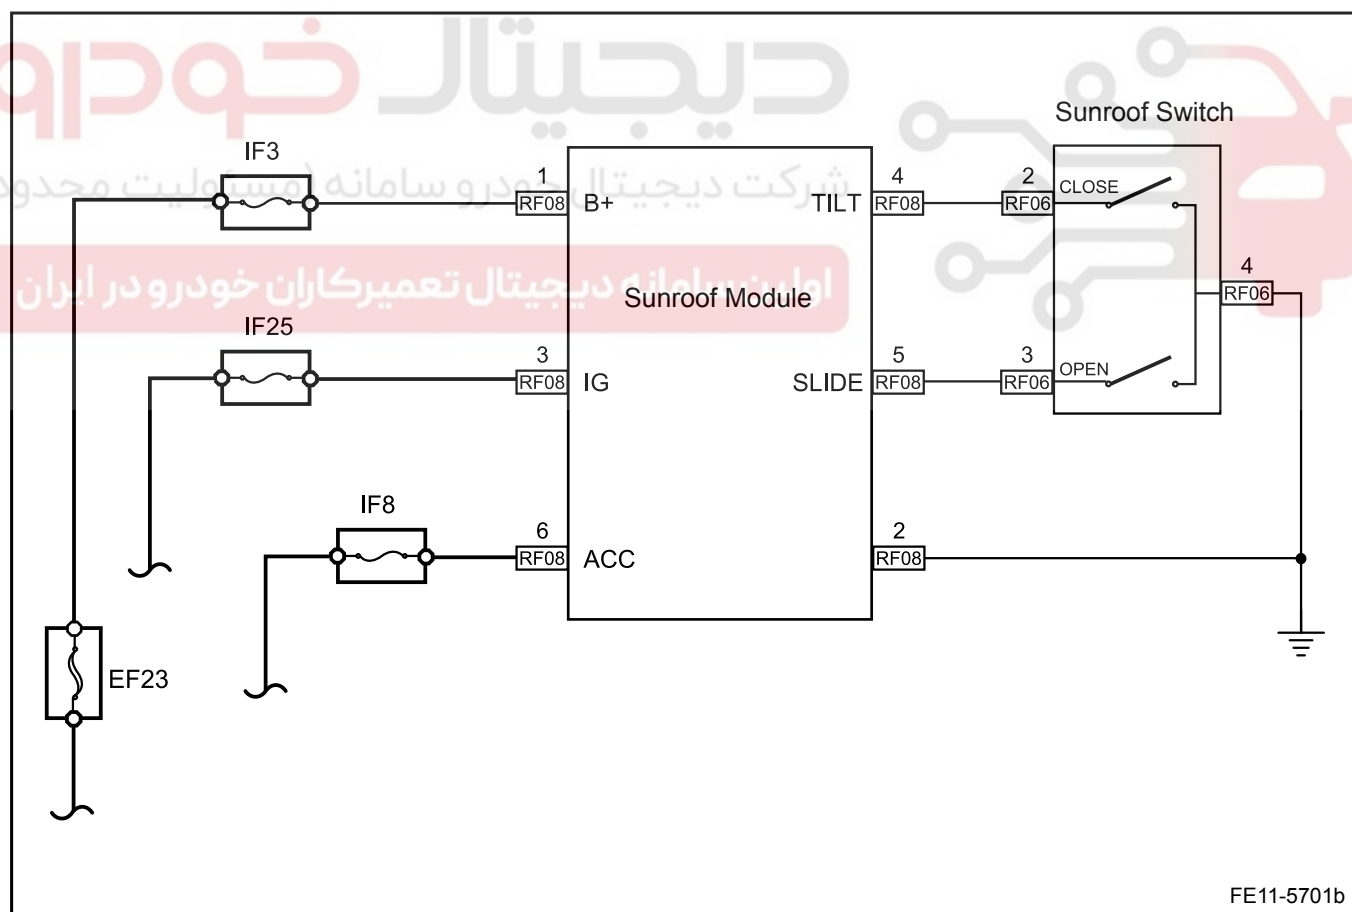 دیجیتال خودرو
شرکت دیجیتال خودرو سامانه (مسئولیت محدود
اولین سامانه دیجیتال تعمیرکاران خودرو در ایران
Sunroof Switch
IF3
1
RF08
B+
TILT
4
RF08
2
RF06
CLOSE
4
RF06
Sunroof Module
IF25
3
RF08
IG
SLIDE
5
RF08
3
RF06
OPEN
IF8
6
RF08
ACC
2
RF08
EF23
FE11-5701b